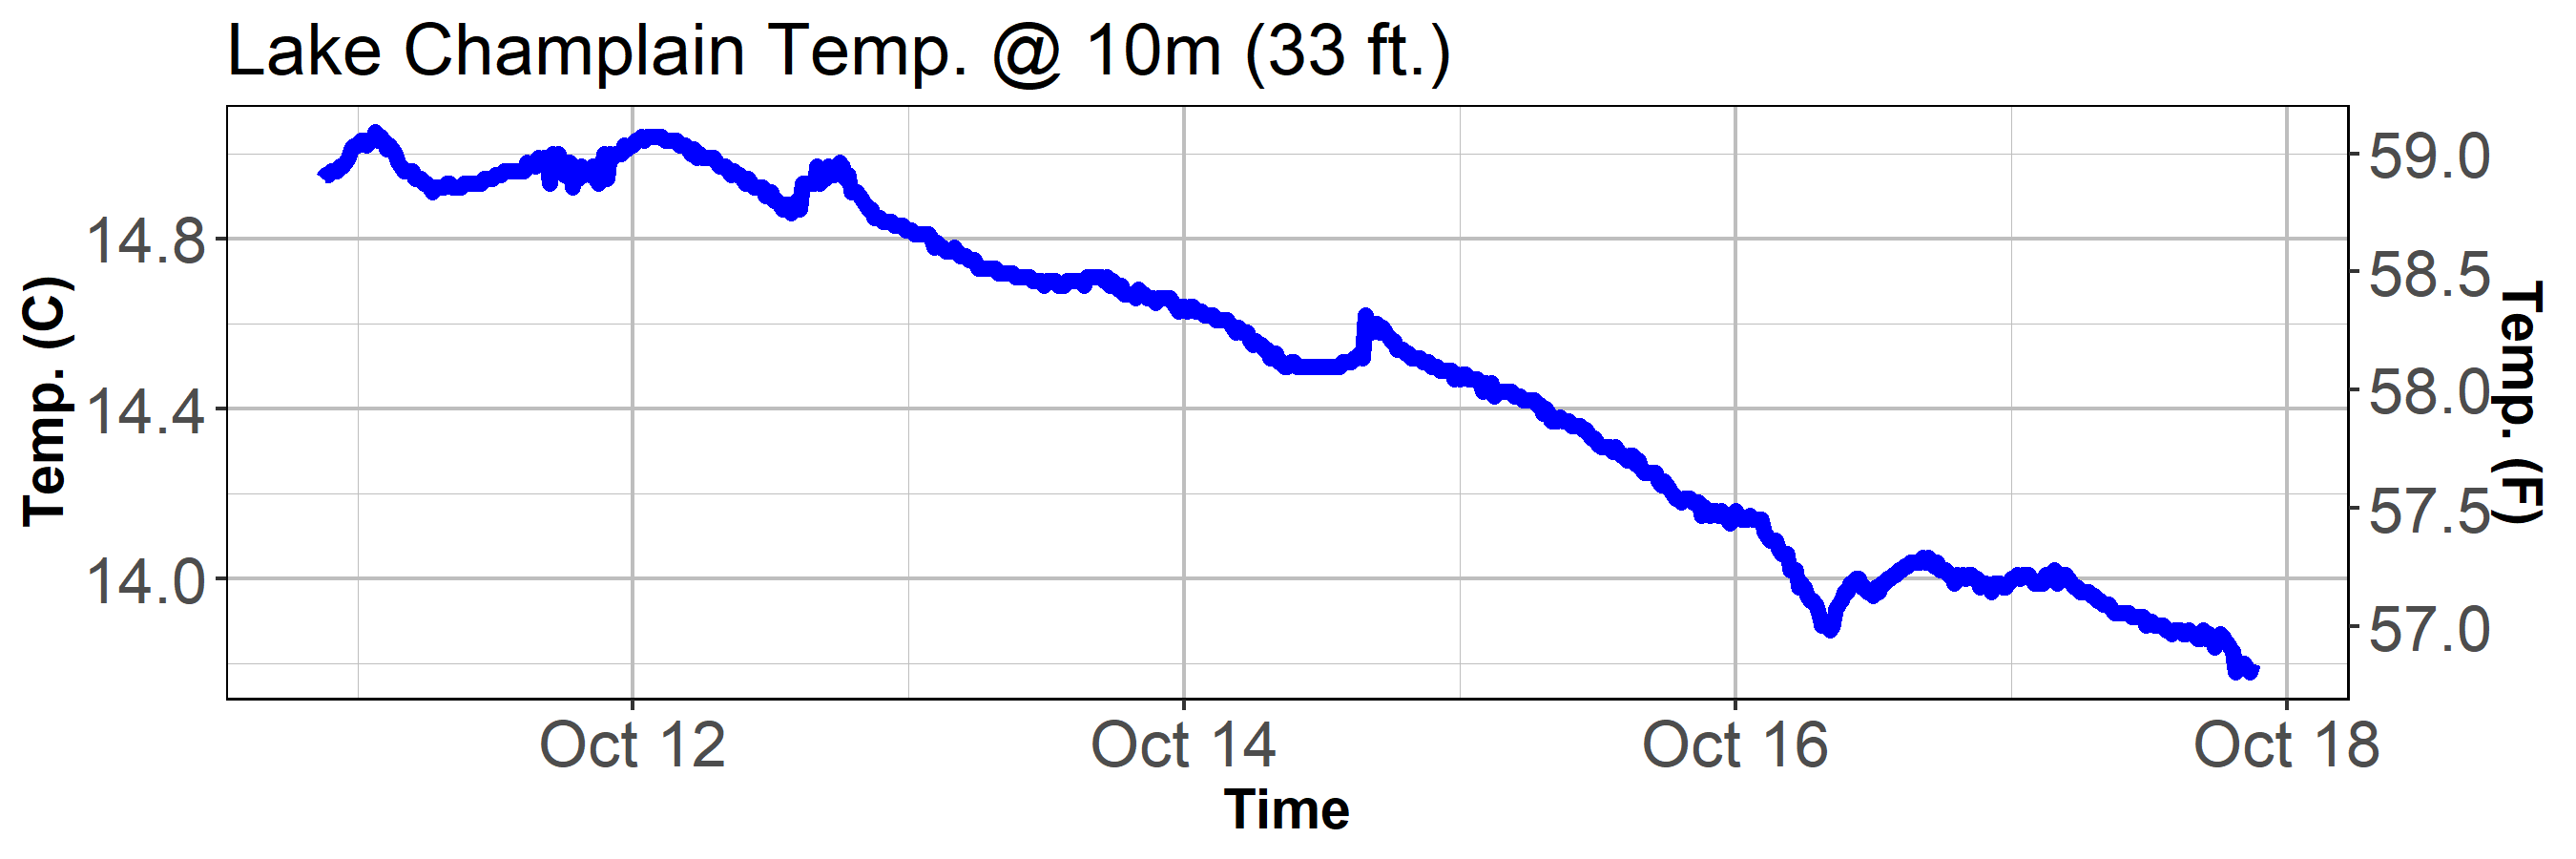 Lake Champlain Temp. @ 10m (33 ft.)
Temp. (C)
14.8
14.4
14.0
59.0
58.5
58.0
57.5
57.0
Temp. (F)
Oct 12
Oct 14
Oct 16
Oct 18
Time